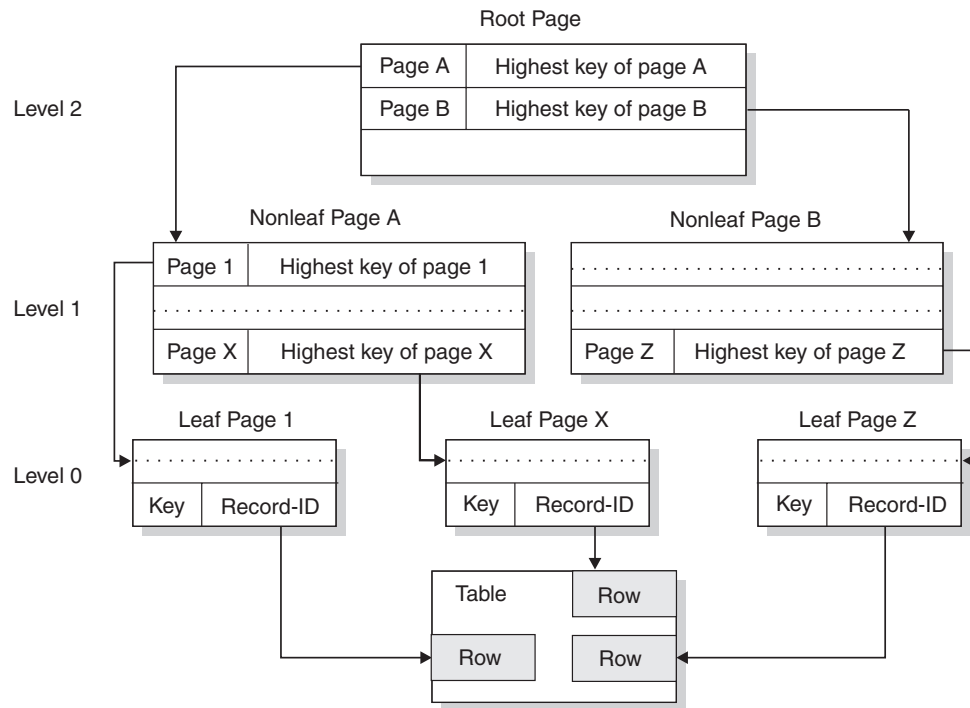 Root Page
Level 2
Page A Highest key of page A
Page B Highest key of page B
Nonleaf Page A
Nonleaf Page B
Level 1
Page 1 Highest key of page 1
Page X Highest key of page X
Page Z Highest key of page Z
Leaf Page 1
Leaf Page X
Leaf Page Z
Level 0
Key Record-ID
Key Record-ID
Key Record-ID
Table
Row
Row
Row